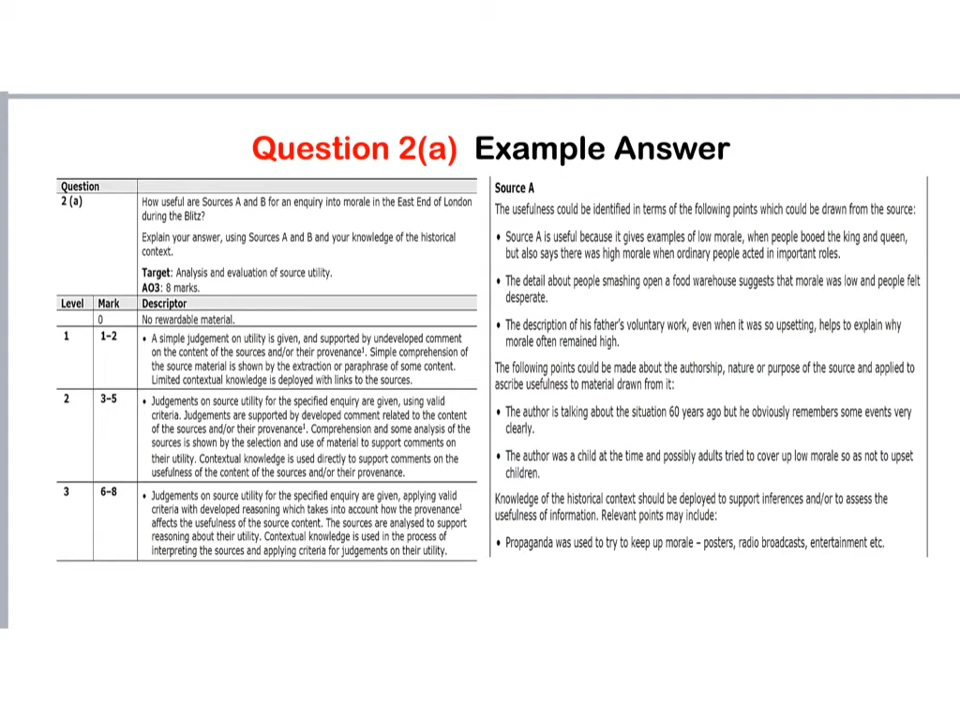 Question 2(a) Example Answer
Question
2 (a)
How useful are Sources A and B for an enquiry into morale in the East End of London
during the Blitz?
Explain your answer, using Sources A and B and your knowledge of the historical
context.
Target: Analysis and evaluation of source utility.
AO3: 8 marks.
Level Mark Descriptor
0 No rewardable material.
1 1–2 • A simple judgement on utility is given, and supported by undeveloped comment
on the content of the sources and/or their provenance¹. Simple comprehension of
the source material is shown by the extraction or paraphrase of some content.
Limited contextual knowledge is deployed with links to the sources.
2 3–5 • Judgements on source utility for the specified enquiry are given, using valid
criteria. Judgements are supported by developed comment related to the content
of the sources and/or their provenance¹. Comprehension and some analysis of the
sources is shown by the selection and use of material to support comments on
their utility. Contextual knowledge is used directly to support comments on the
usefulness of the content of the sources and/or their provenance.
3 6–8 • Judgements on source utility for the specified enquiry are given, applying valid
criteria with developed reasoning which takes into account how the provenance¹
affects the usefulness of the source content. The sources are analysed to support
reasoning about their utility. Contextual knowledge is used in the process of
interpreting the sources and applying criteria for judgements on their utility.
Source A
The usefulness could be identified in terms of the following points which could be drawn from the source:
• Source A is useful because it gives examples of low morale, when people booed the king and queen,
but also says there was high morale when ordinary people acted in important roles.
• The detail about people smashing open a food warehouse suggests that morale was low and people felt
desperate.
• The description of his father's voluntary work, even when it was so upsetting, helps to explain why
morale often remained high.
The following points could be made about the authorship, nature or purpose of the source and applied to
ascribe usefulness to material drawn from it:
• The author is talking about the situation 60 years ago but he obviously remembers some events very
clearly.
• The author was a child at the time and possibly adults tried to cover up low morale so as not to upset
children.
Knowledge of the historical context should be deployed to support inferences and/or to assess the
usefulness of information. Relevant points may include:
• Propaganda was used to try to keep up morale – posters, radio broadcasts, entertainment etc.